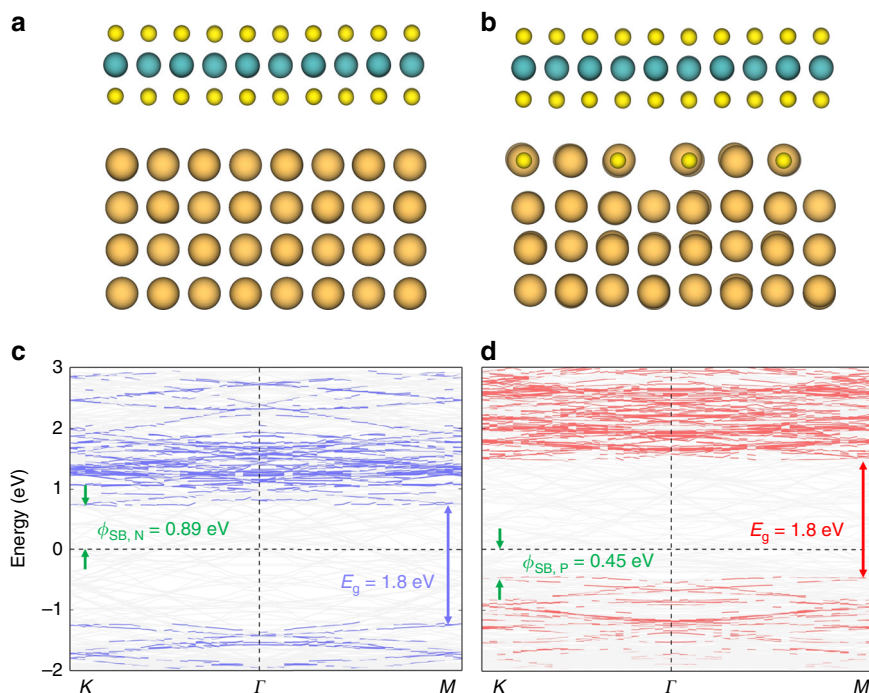 a
b
c
d
3
2
1
0
−1
−2
Energy (eV)
ϕSB, N = 0.89 eV
Eg = 1.8 eV
K
Γ
M
ϕSB, P = 0.45 eV
Eg = 1.8 eV
K
Γ
M